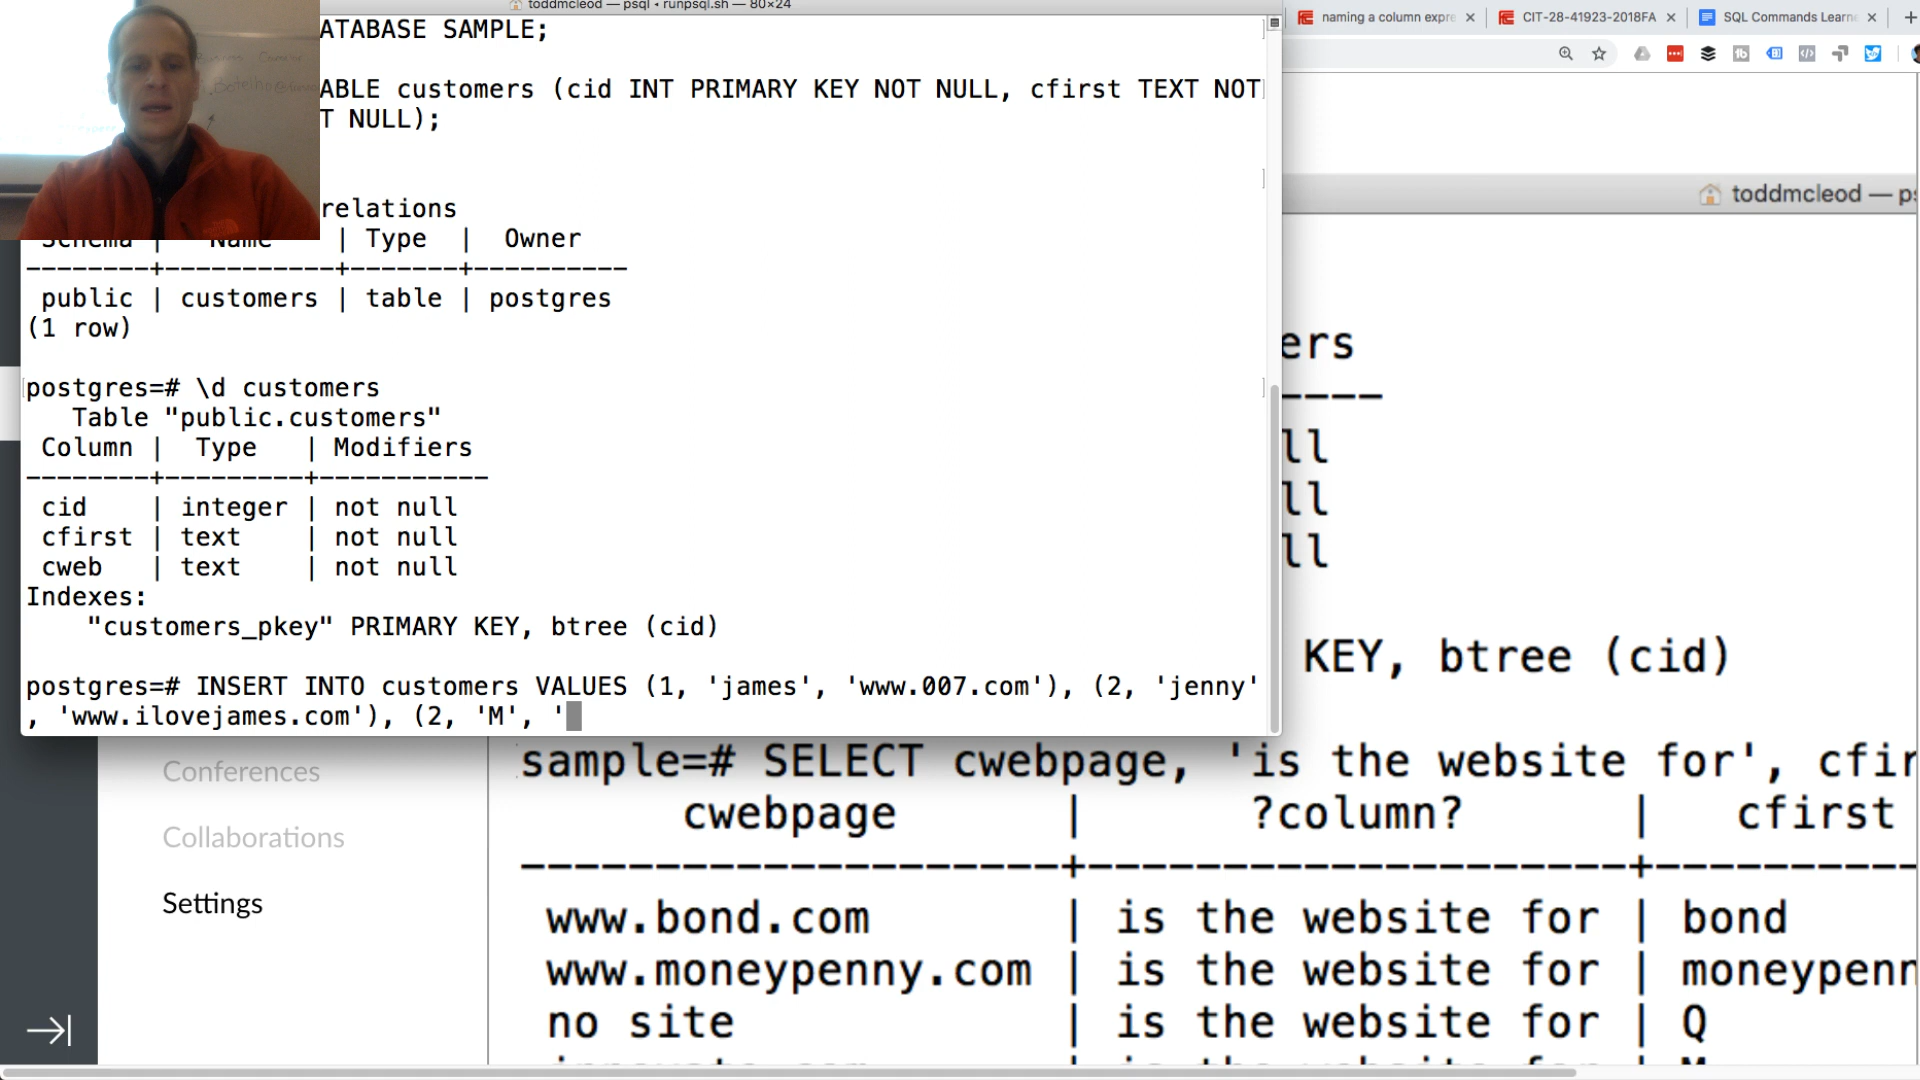 toddmcleod — psql • runpsql.sh — 80×24
ATABASE SAMPLE;
ABLE customers (cid INT PRIMARY KEY NOT NULL, cfirst TEXT NOT
T NULL);
relations
Schema | Name | Type | Owner
--------+-----------+-------+----------
public | customers | table | postgres
(1 row)
postgres=# \d customers
Table "public.customers"
Column | Type | Modifiers
--------+---------+-----------
cid | integer | not null
cfirst | text | not null
cweb | text | not null
Indexes:
"customers_pkey" PRIMARY KEY, btree (cid)
postgres=# INSERT INTO customers VALUES (1, 'james', 'www.007.com'), (2, 'jenny'
, 'www.ilovejames.com'), (2, 'M', '
naming a column expre
CIT-28-41923-2018FA
SQL Commands Learn
toddmcleod — ps
ers
----
ll
ll
ll
KEY, btree (cid)
sample=# SELECT cwebpage, 'is the website for', cfir
cwebpage | ?column? | cfirst
--------------------+--------------------+---------
www.bond.com | is the website for | bond
www.moneypenny.com | is the website for | moneypenn
no site | is the website for | Q
Conferences
Collaborations
Settings